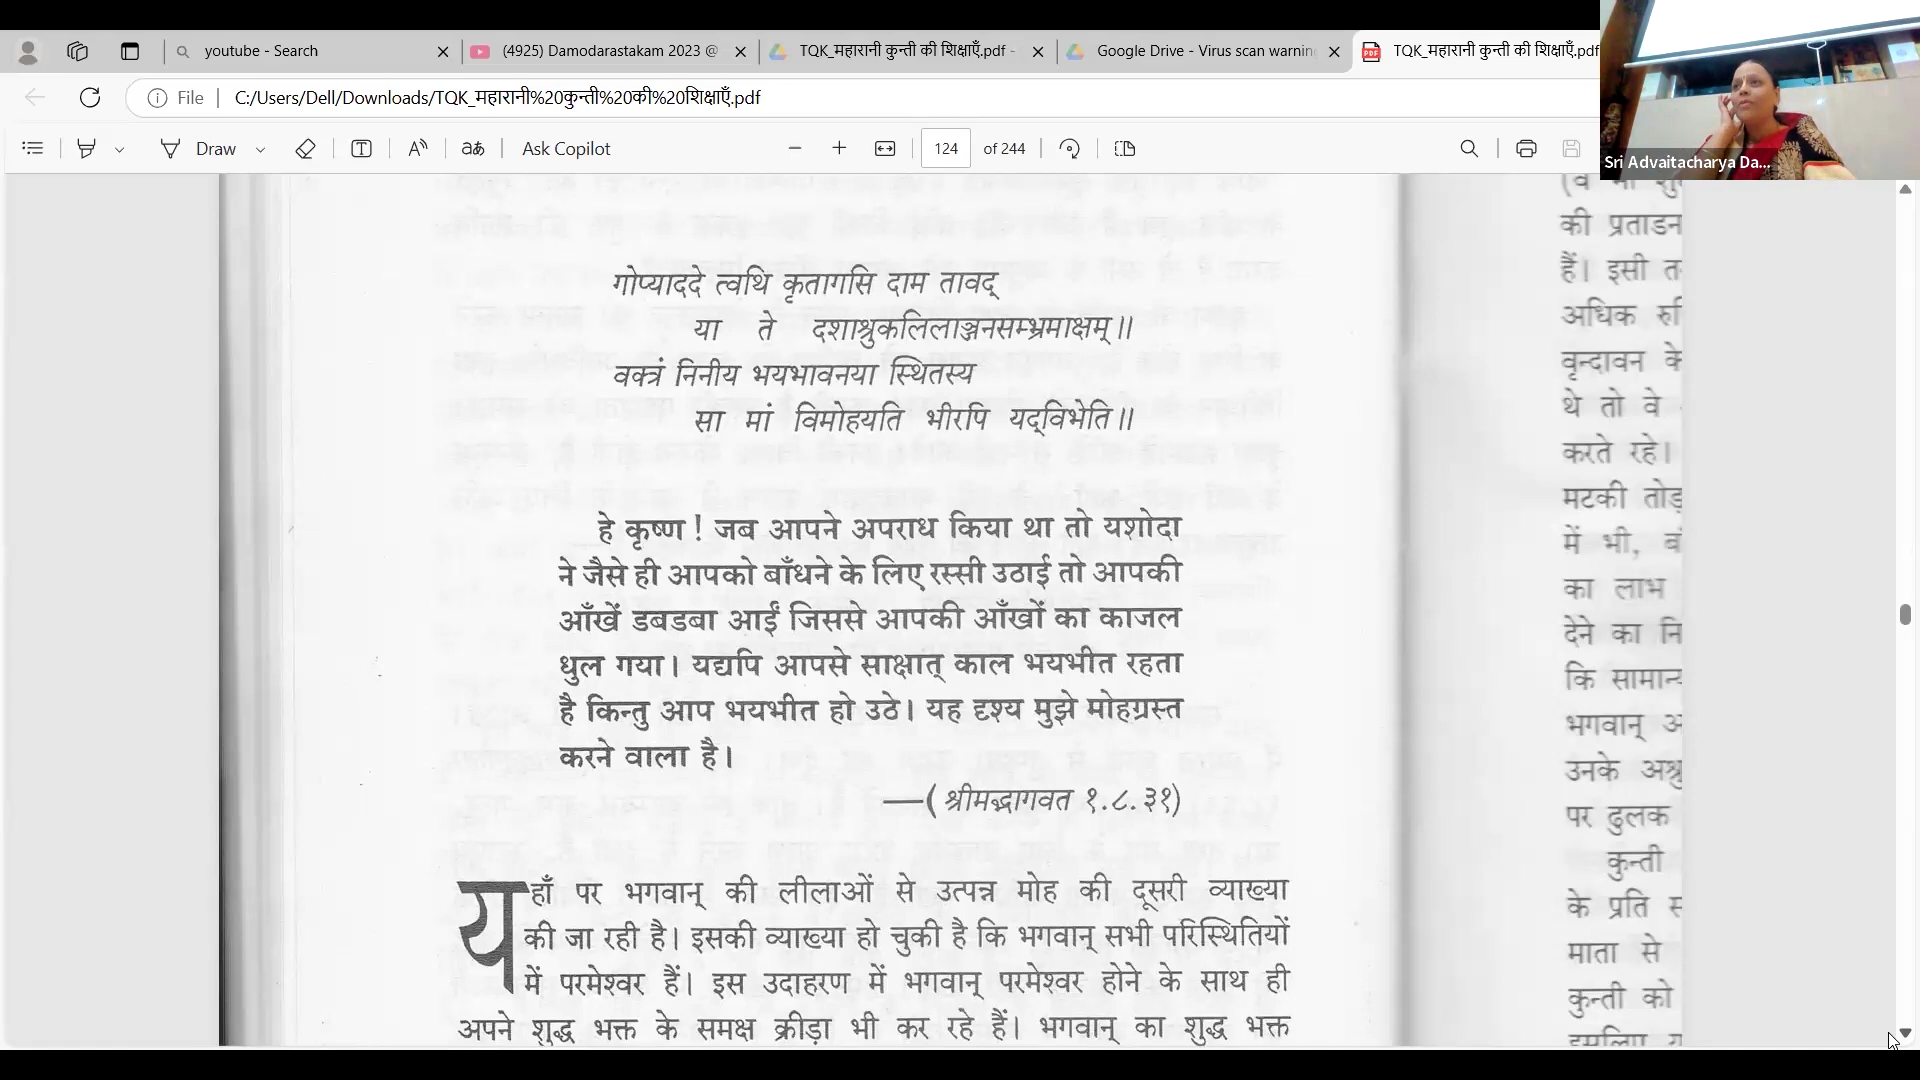 youtube - Search
(4925) Damodarastakam 2023 @
TQK_महारानी कुन्ती की शिक्षाएँ.pdf -
Google Drive - Virus scan warnin
TQK_महारानी कुन्ती की शिक्षाएँ.pdf
File
C:/Users/Dell/Downloads/TQK_महारानी%20कुन्ती%20की%20शिक्षाएँ.pdf
Draw
Ask Copilot
124 of 244
Sri Advaitacharya Da...
गोप्याददे त्वथि कृतागसि दाम तावद्
या ते दशाश्रुकलिलाञ्जनसम्भ्रमाक्षम्॥
वक्त्रं निनीय भयभावनया स्थितस्य
सा मां विमोहयति भीरपि यद्विभेति॥
हे कृष्ण ! जब आपने अपराध किया था तो यशोदा
ने जैसे ही आपको बाँधने के लिए रस्सी उठाई तो आपकी
आँखें डबडबा आईं जिससे आपकी आँखों का काजल
धुल गया। यद्यपि आपसे साक्षात् काल भयभीत रहता
है किन्तु आप भयभीत हो उठे। यह दृश्य मुझे मोहग्रस्त
करने वाला है।
—(श्रीमद्भागवत १.८.३१)
यहाँ पर भगवान् की लीलाओं से उत्पन्न मोह की दूसरी व्याख्या
की जा रही है। इसकी व्याख्या हो चुकी है कि भगवान् सभी परिस्थितियों
में परमेश्वर हैं। इस उदाहरण में भगवान् परमेश्वर होने के साथ ही
अपने शुद्ध भक्त के समक्ष क्रीड़ा भी कर रहे हैं। भगवान् का शुद्ध भक्त
की प्रताडन
हैं। इसी त
अधिक रु
वृन्दावन के
थे तो वे
करते रहे।
मटकी तोड़
में भी,
का लाभ
देने का नि
कि सामान्
भगवान्
उनके अश्रु
पर ढुलक
कुन्ती
के प्रति
माता से
कुन्ती को